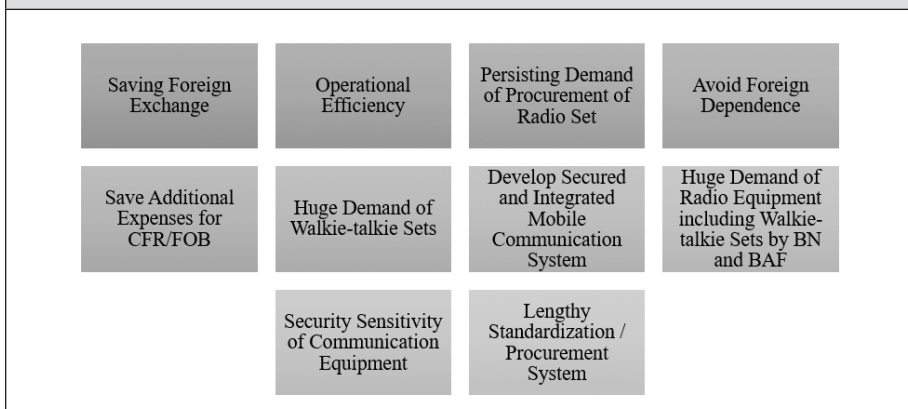 Saving Foreign
Exchange
Operational
Efficiency
Persisting Demand
of Procurement of
Radio Set
Avoid Foreign
Dependence
Save Additional
Expenses for
CFR/FOB
Huge Demand of
Walkie-talkie Sets
Develop Secured
and Integrated
Mobile
Communication
System
Huge Demand of
Radio Equipment
including Walkie-
talkie Sets by BN
and BAF
Security Sensitivity
of Communication
Equipment
Lengthy
Standardization /
Procurement
System